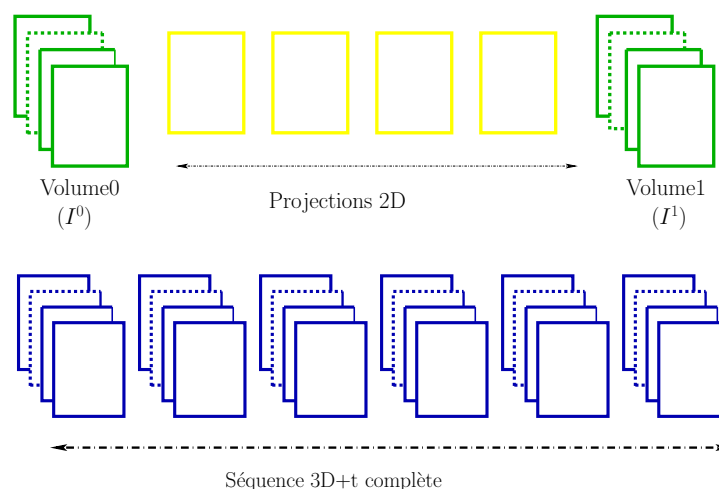 Volume0
(I⁰)
Projections 2D
Volume1
(I¹)
Séquence 3D+t complète